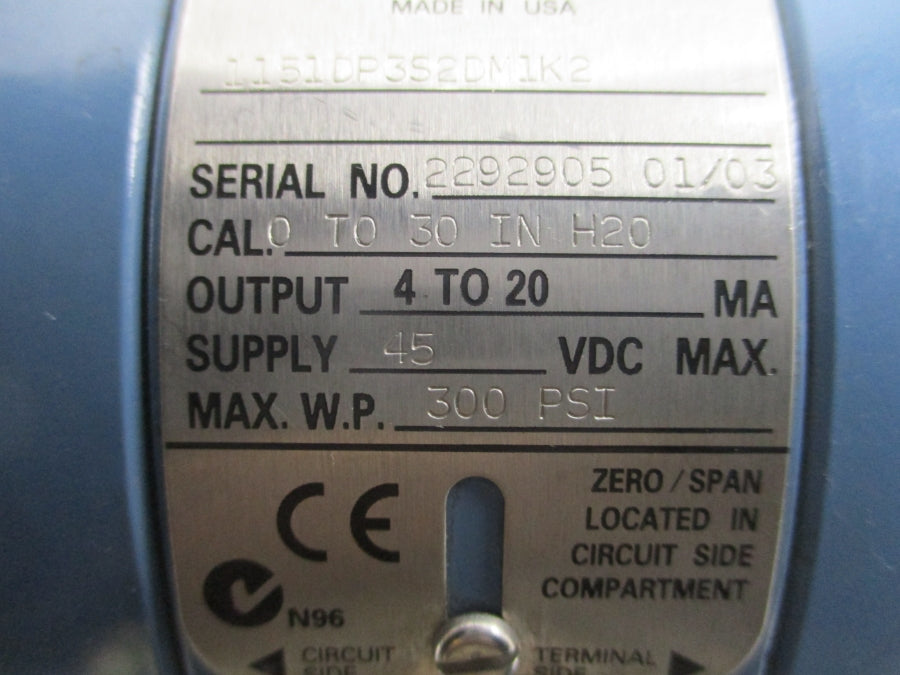 MADE IN USA
1151DP3S2DM1K2
SERIAL NO. 2292905 01/03
CAL. 0 TO 30 IN H20
OUTPUT 4 TO 20 MA
SUPPLY 45 VDC MAX.
MAX. W.P. 300 PSI
CE
ZERO / SPAN
LOCATED IN
CIRCUIT SIDE
COMPARTMENT
N96
CIRCUIT SIDE
TERMINAL SIDE